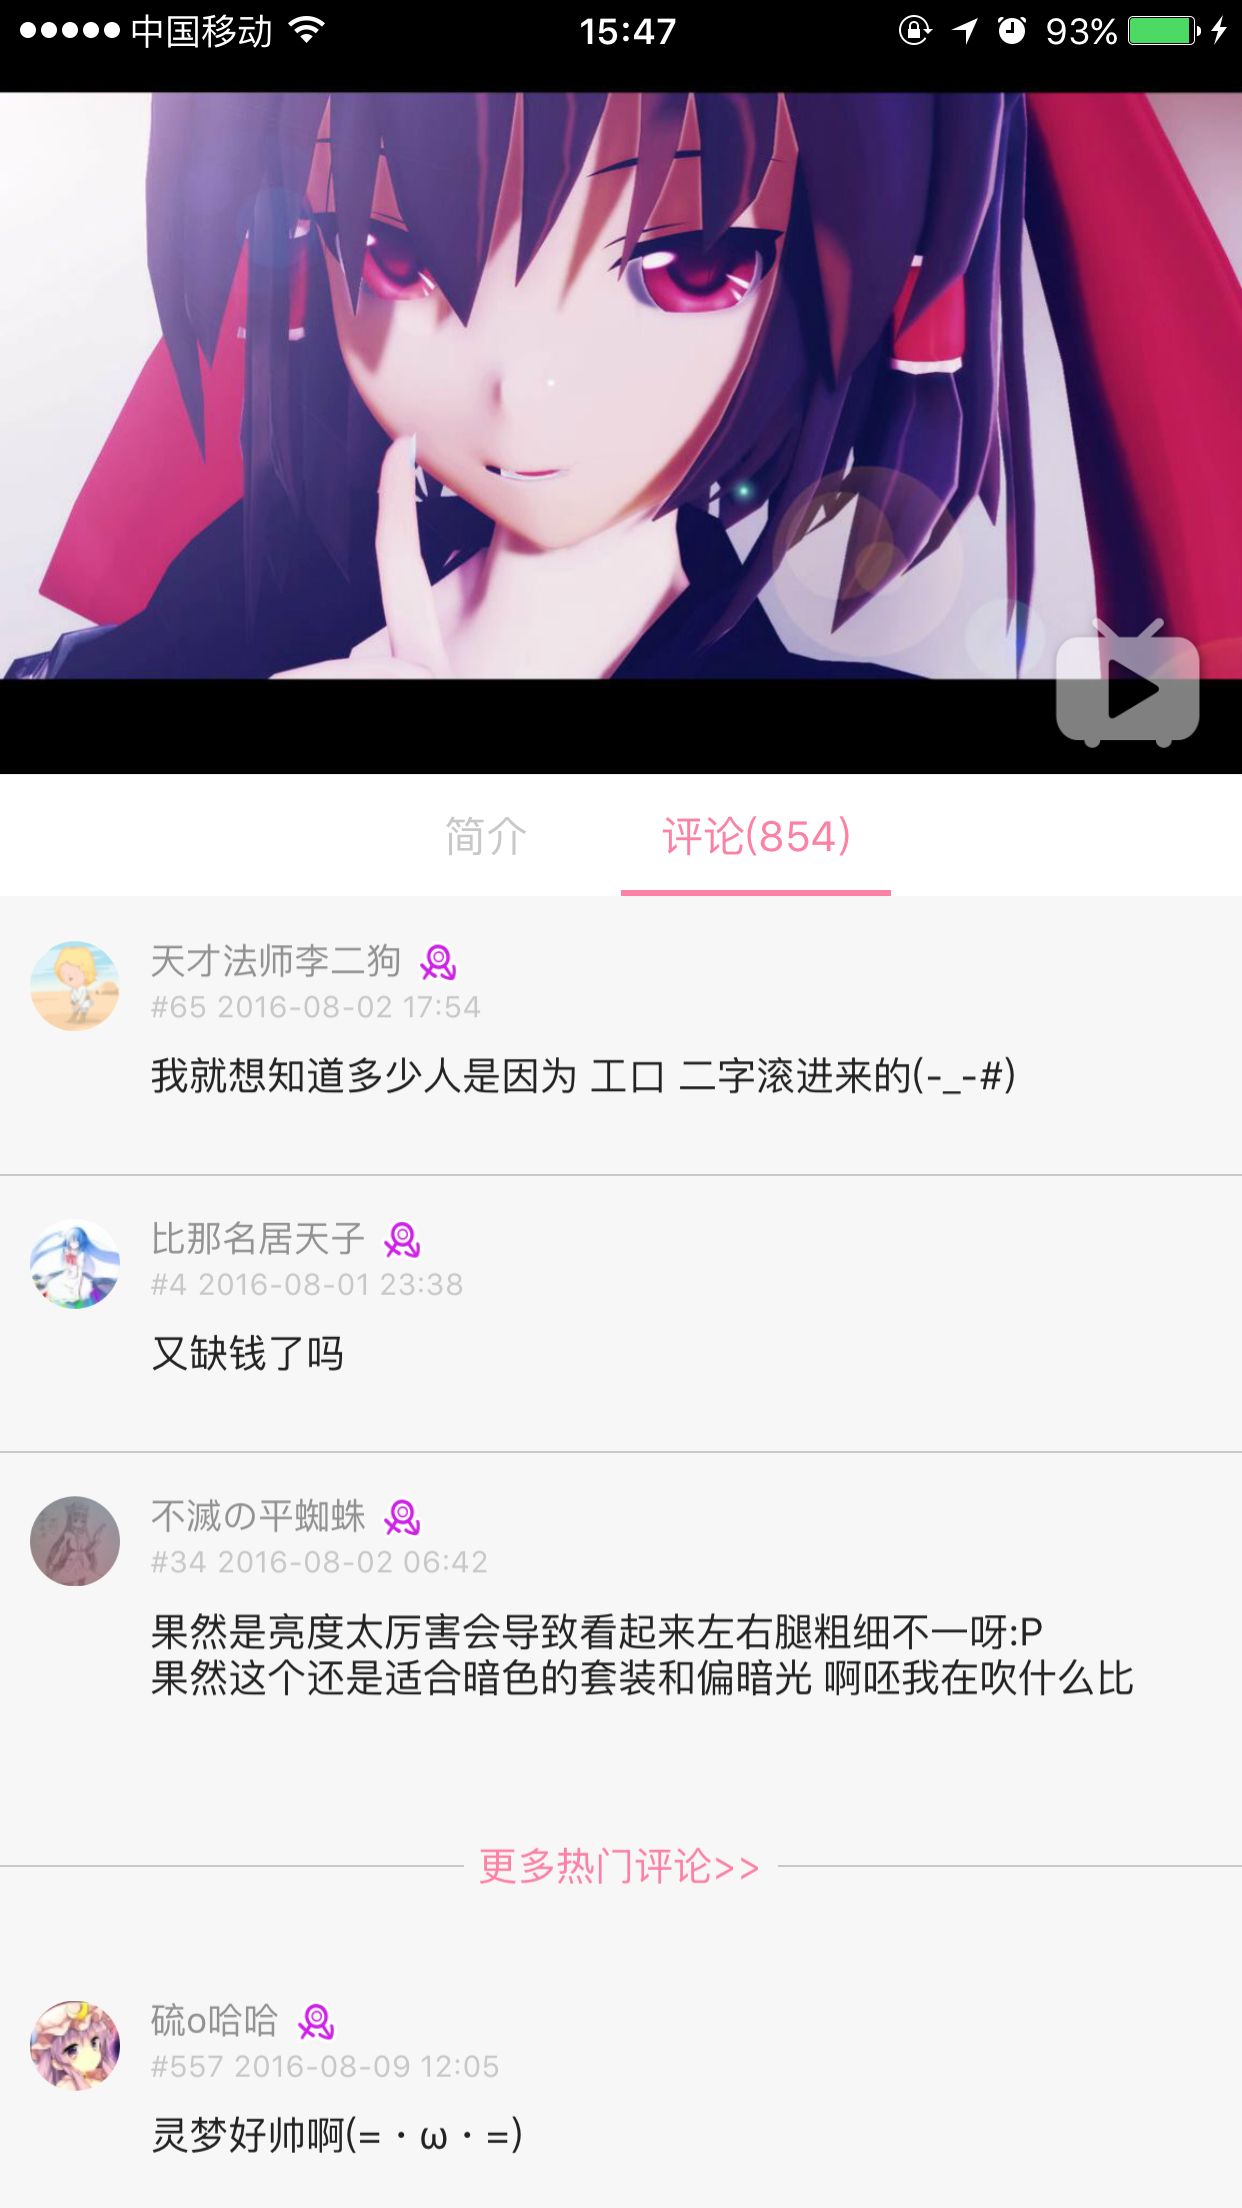 中国移动 15:47 93%
简介 评论(854)
天才法师李二狗
#65 2016-08-02 17:54
我就想知道多少人是因为 工口 二字滚进来的(-_-#)
比那名居天子
#4 2016-08-01 23:38
又缺钱了吗
不滅の平蜘蛛
#34 2016-08-02 06:42
果然是亮度太厉害会导致看起来左右腿粗细不一呀:P
果然这个还是适合暗色的套装和偏暗光 啊呸我在吹什么比
更多热门评论>>
硫o哈哈
#557 2016-08-09 12:05
灵梦好帅啊(=・ω・=)